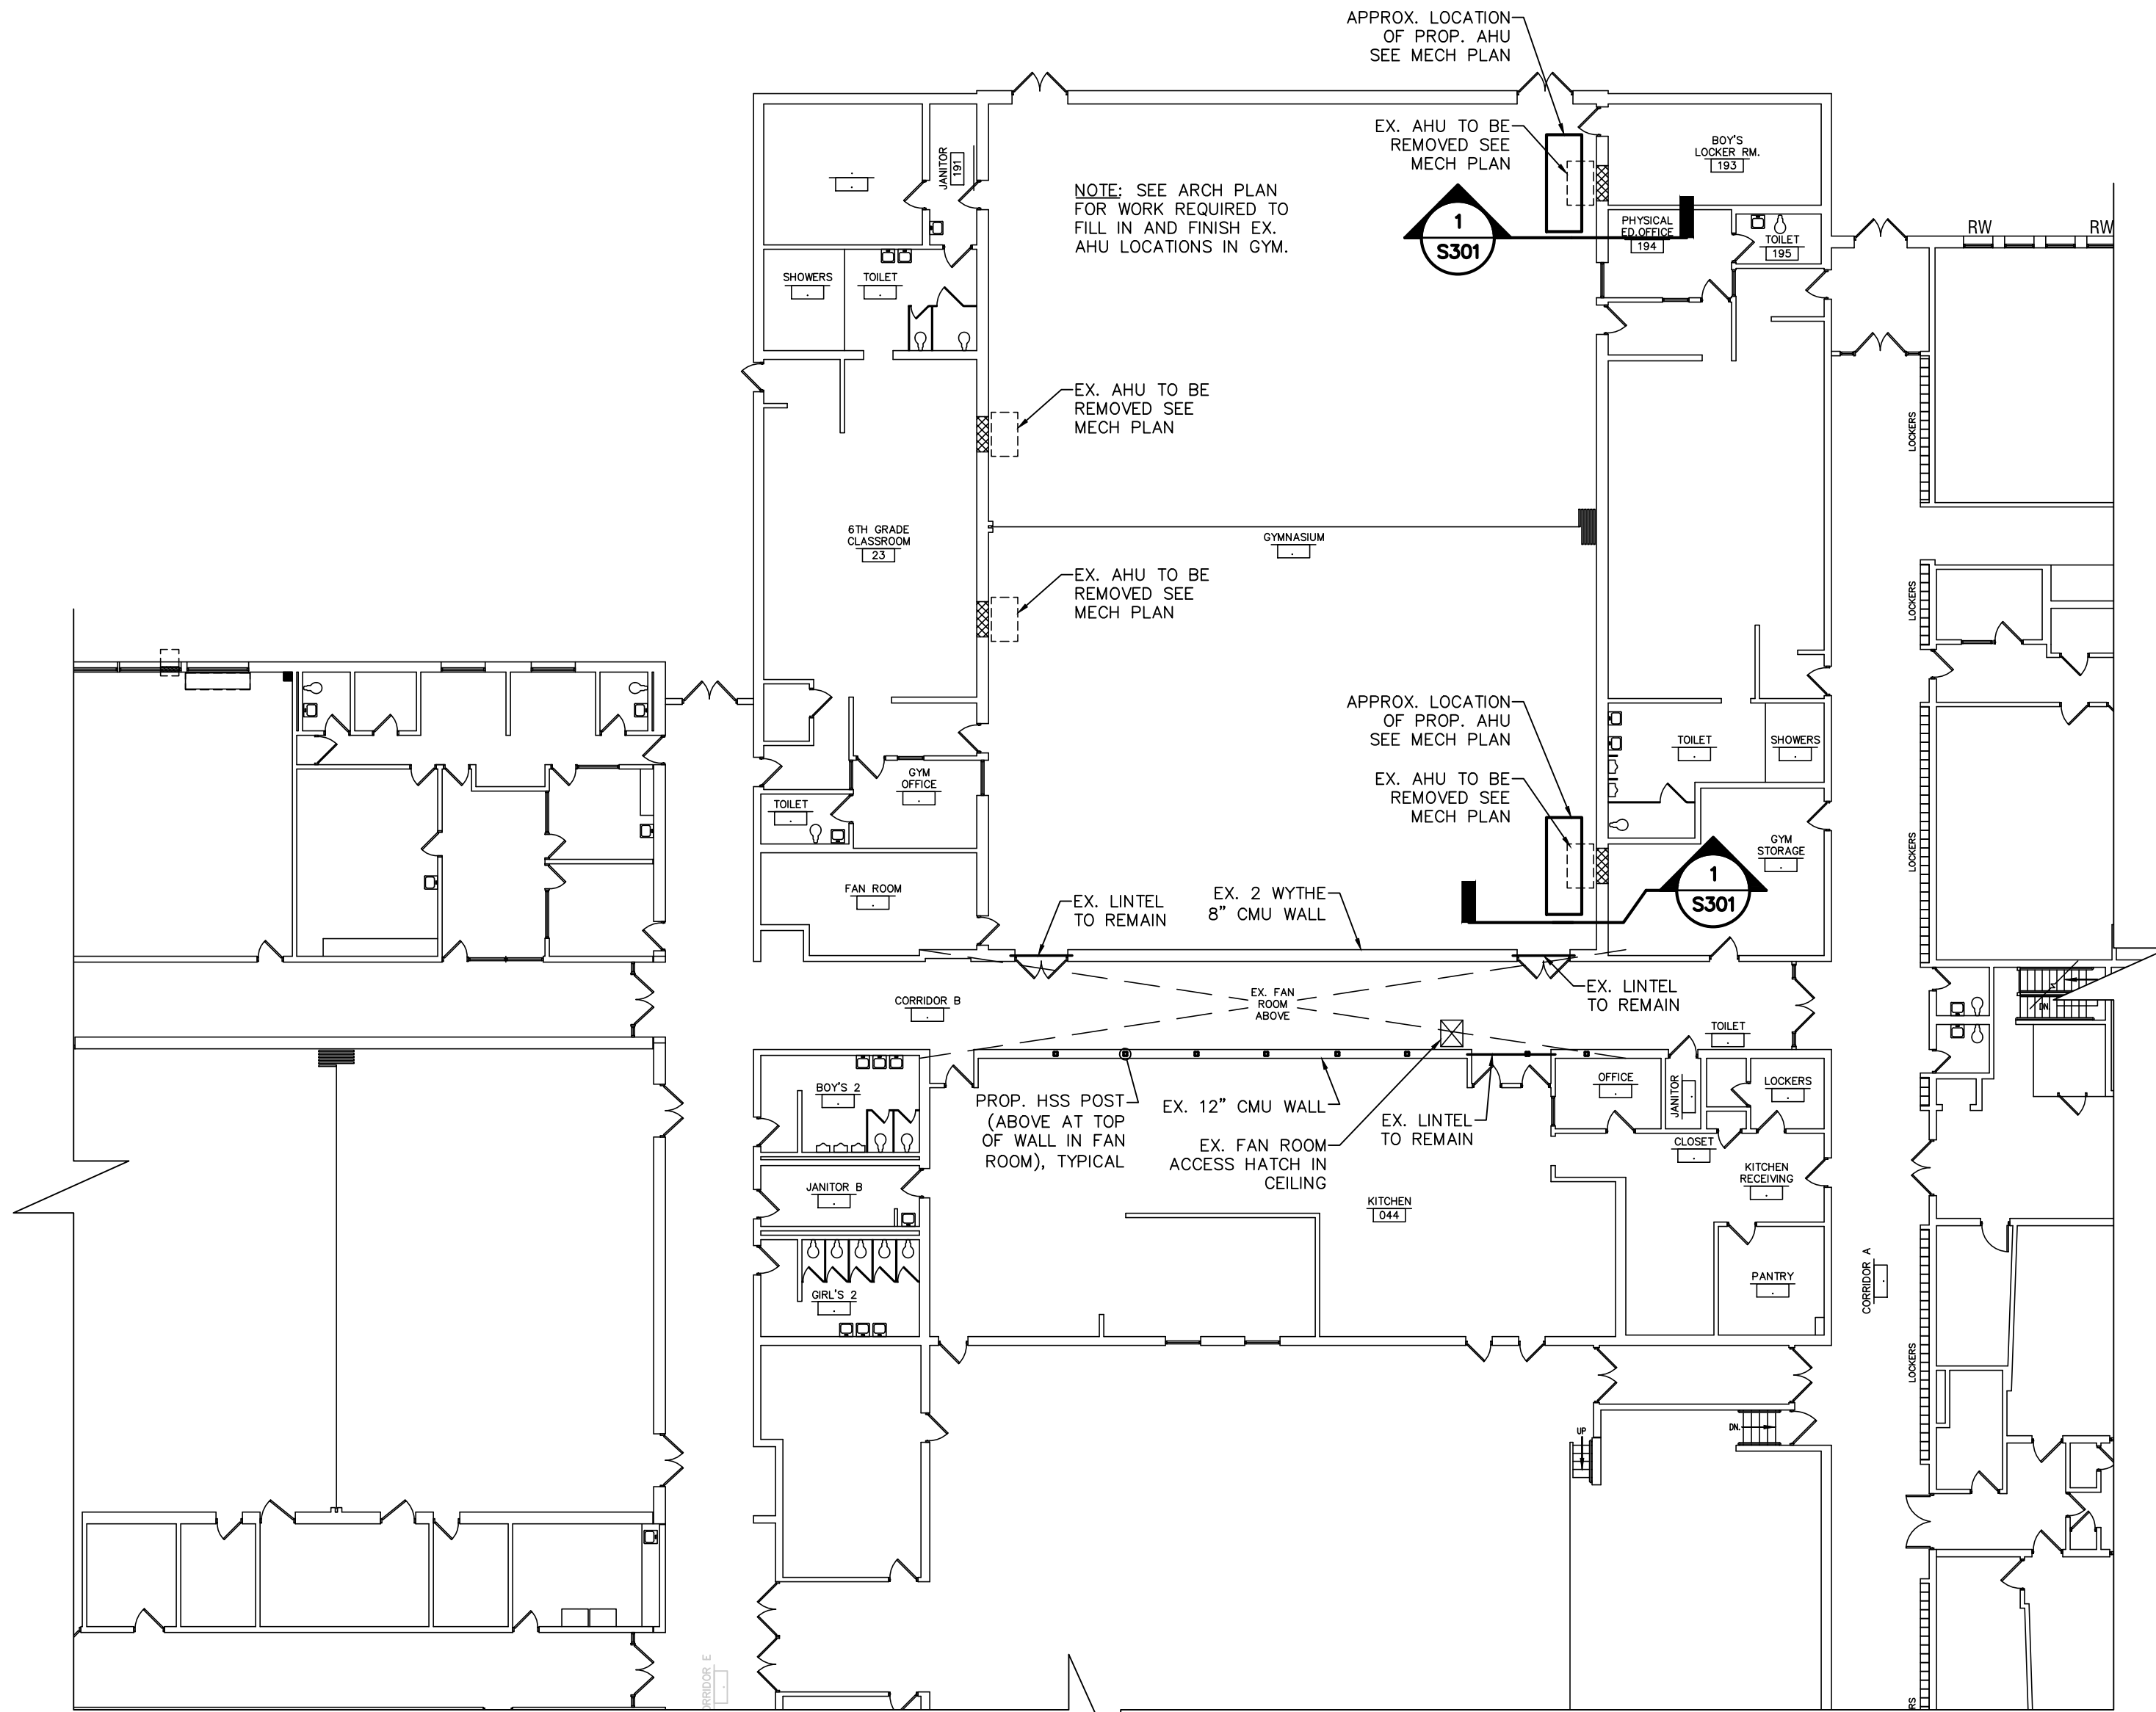 APPROX. LOCATION
OF PROP. AHU
SEE MECH PLAN
EX. AHU TO BE
REMOVED SEE
MECH PLAN
BOY'S
LOCKER RM.
193
JANITOR
191
NOTE: SEE ARCH PLAN
FOR WORK REQUIRED TO
FILL IN AND FINISH EX.
AHU LOCATIONS IN GYM.
1
S301
PHYSICAL
ED.OFFICE
194
TOILET
195
RW
RW
SHOWERS
TOILET
EX. AHU TO BE
REMOVED SEE
MECH PLAN
LOCKERS
6TH GRADE
CLASSROOM
23
GYMNASIUM
EX. AHU TO BE
REMOVED SEE
MECH PLAN
LOCKERS
APPROX. LOCATION
OF PROP. AHU
SEE MECH PLAN
TOILET
SHOWERS
EX. AHU TO BE
REMOVED SEE
MECH PLAN
GYM
OFFICE
TOILET
GYM
STORAGE
LOCKERS
FAN ROOM
EX. LINTEL
TO REMAIN
EX. 2 WYTHE
8" CMU WALL
1
S301
CORRIDOR B
EX. FAN
ROOM
ABOVE
EX. LINTEL
TO REMAIN
DN.
TOILET
BOY'S 2
PROP. HSS POST
(ABOVE AT TOP
OF WALL IN FAN
ROOM), TYPICAL
EX. 12" CMU WALL
EX. LINTEL
TO REMAIN
EX. FAN ROOM
ACCESS HATCH IN
CEILING
OFFICE
JANITOR
LOCKERS
CLOSET
KITCHEN
RECEIVING
JANITOR B
KITCHEN
044
GIRL'S 2
PANTRY
CORRIDOR A
LOCKERS
UP
DN.
ORRIDOR E
RS